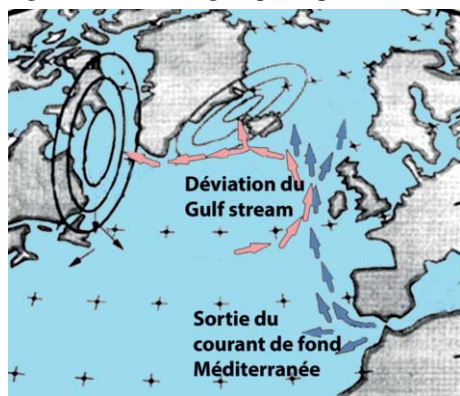 Déviation du
Gulf stream
Sortie du
courant de fond
Méditerranée